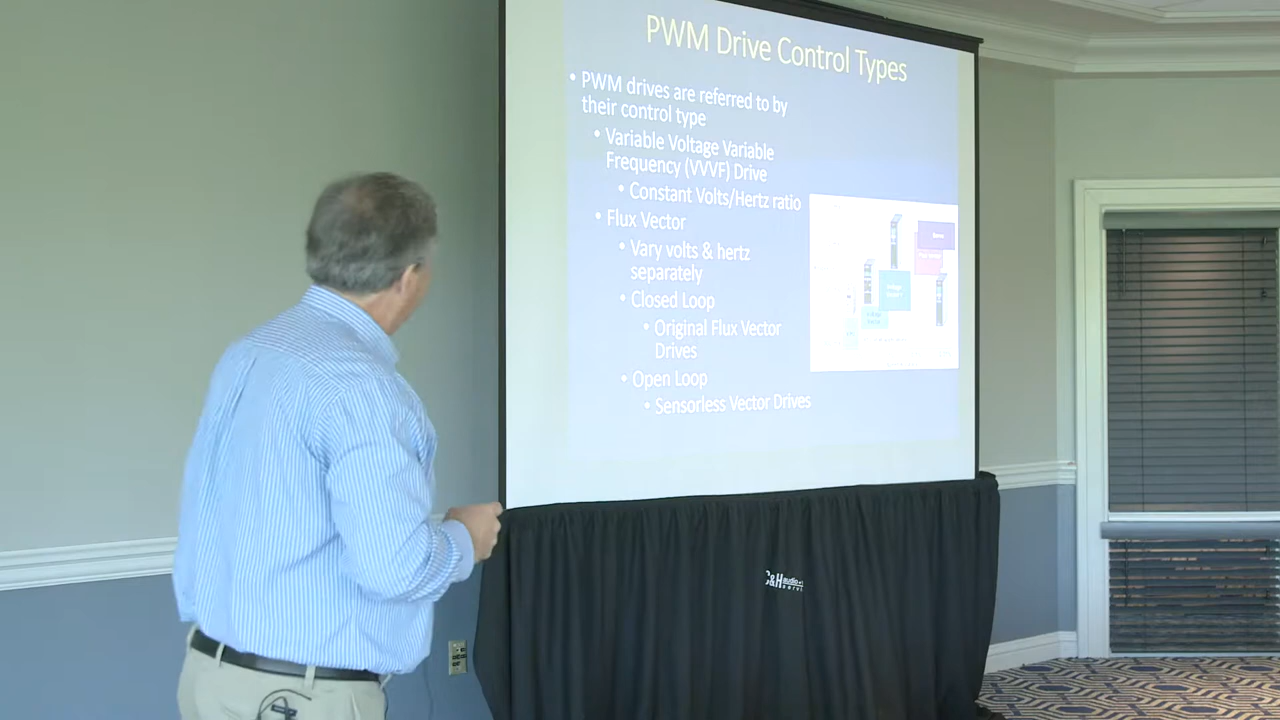 PWM Drive Control Types
• PWM drives are referred to by
their control type
• Variable Voltage Variable
Frequency (VVVF) Drive
• Constant Volts/Hertz ratio
• Flux Vector
• Vary volts & hertz
separately
• Closed Loop
• Original Flux Vector
Drives
• Open Loop
• Sensorless Vector Drives
&H audio